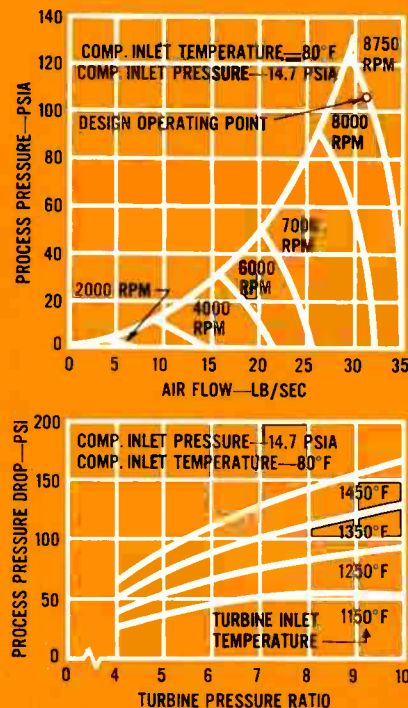 140
120
100
80
60
40
20
0
PROCESS PRESSURE—PSIA
COMP. INLET TEMPERATURE—80°F
COMP. INLET PRESSURE—14.7 PSIA
DESIGN OPERATING POINT
8750
RPM
8000
RPM
7000
RPM
6000
RPM
4000
RPM
2000 RPM
0 5 10 15 20 25 30 35
AIR FLOW—LB/SEC
200
150
100
50
0
PROCESS PRESSURE DROP—PSI
COMP. INLET PRESSURE—14.7 PSIA
COMP. INLET TEMPERATURE—80°F
1450°F
1350°F
1250°F
1150°F
TURBINE INLET
TEMPERATURE
0 4 5 6 7 8 9 10
TURBINE PRESSURE RATIO